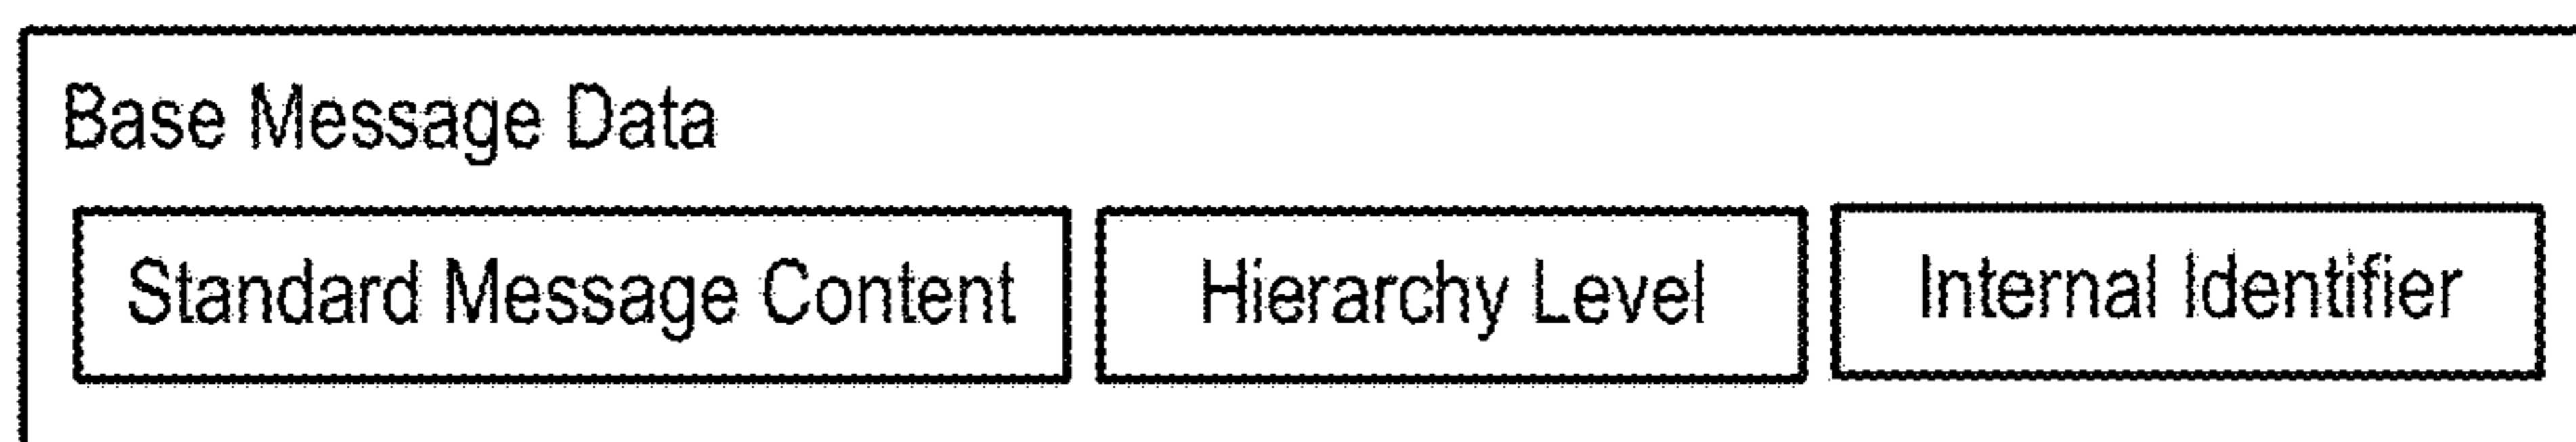 Base Message Data
Standard Message Content
Hierarchy Level
Internal Identifier